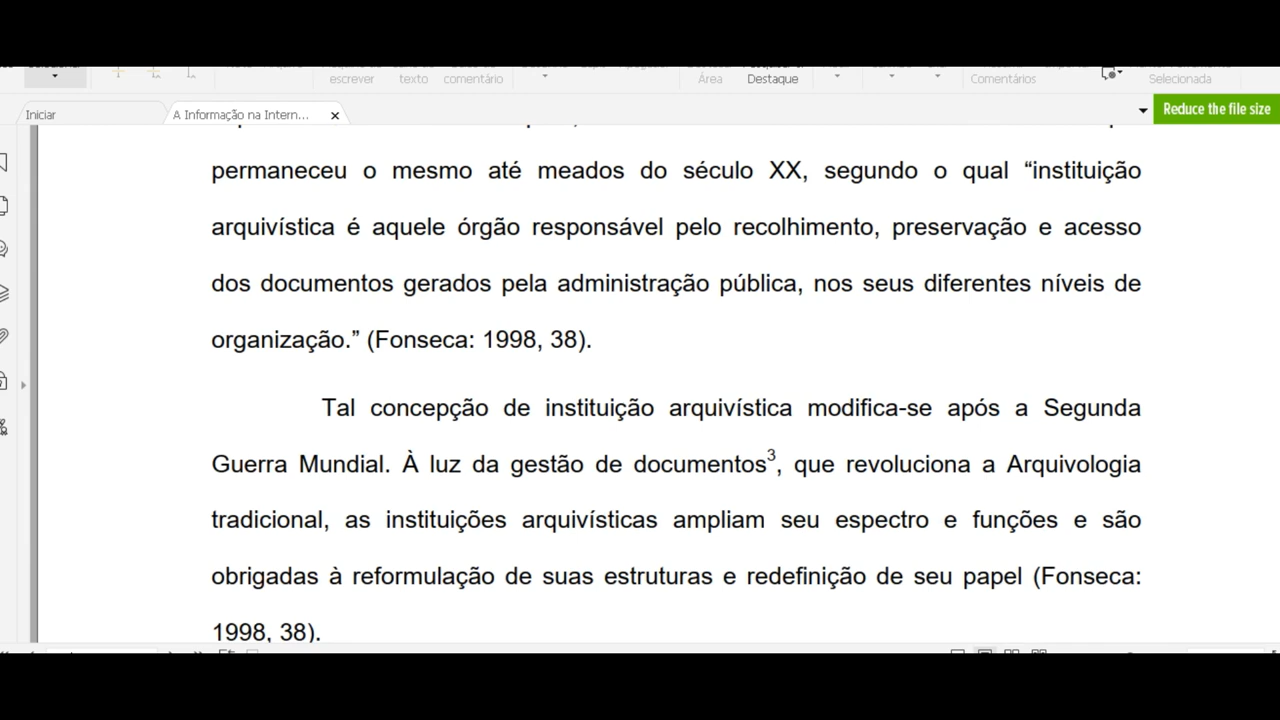 escrever
texto
comentário
Área
Destaque
Comentários
Selecionada
Iniciar
A Informação na Intern...
Reduce the file size
permaneceu o mesmo até meados do século XX, segundo o qual “instituição
arquivística é aquele órgão responsável pelo recolhimento, preservação e acesso
dos documentos gerados pela administração pública, nos seus diferentes níveis de
organização.” (Fonseca: 1998, 38).
Tal concepção de instituição arquivística modifica-se após a Segunda
Guerra Mundial. À luz da gestão de documentos³, que revoluciona a Arquivologia
tradicional, as instituições arquivísticas ampliam seu espectro e funções e são
obrigadas à reformulação de suas estruturas e redefinição de seu papel (Fonseca:
1998, 38).